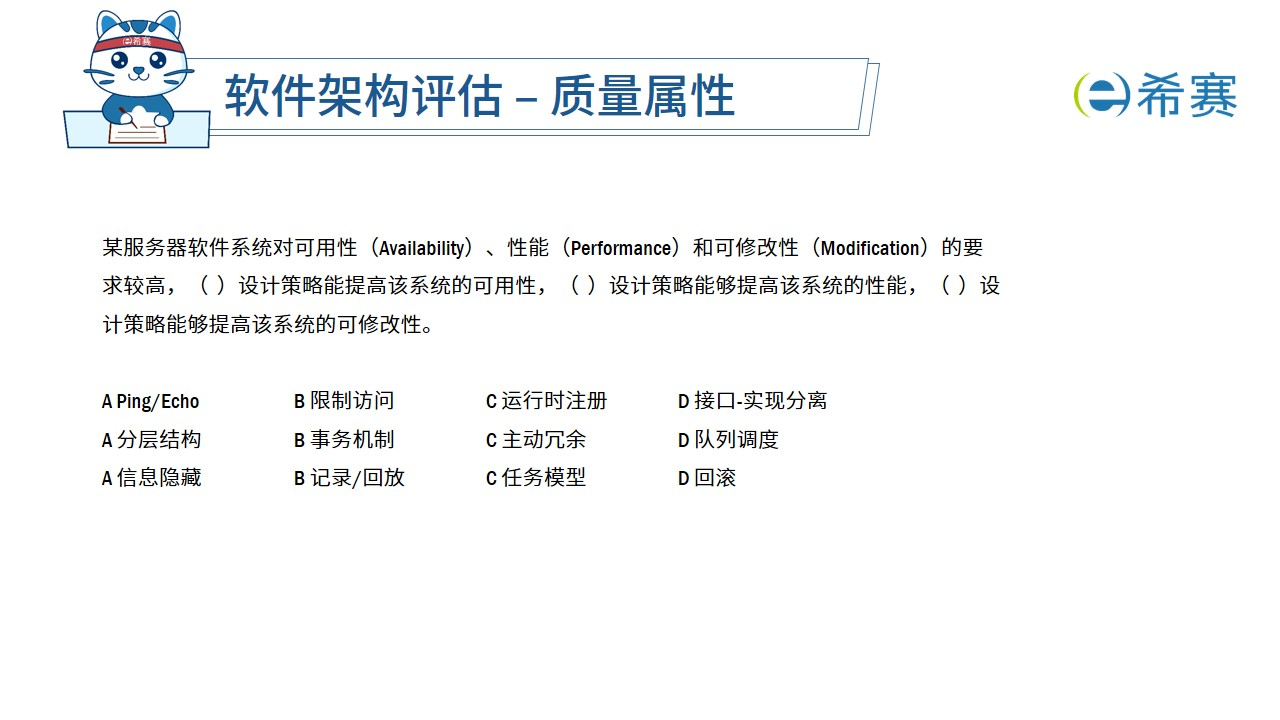 希赛
软件架构评估 – 质量属性
希赛
某服务器软件系统对可用性（Availability）、性能（Performance）和可修改性（Modification）的要
求较高，（ ）设计策略能提高该系统的可用性，（ ）设计策略能够提高该系统的性能，（ ）设
计策略能够提高该系统的可修改性。
A Ping/Echo B 限制访问 C 运行时注册 D 接口-实现分离
A 分层结构 B 事务机制 C 主动冗余 D 队列调度
A 信息隐藏 B 记录/回放 C 任务模型 D 回滚